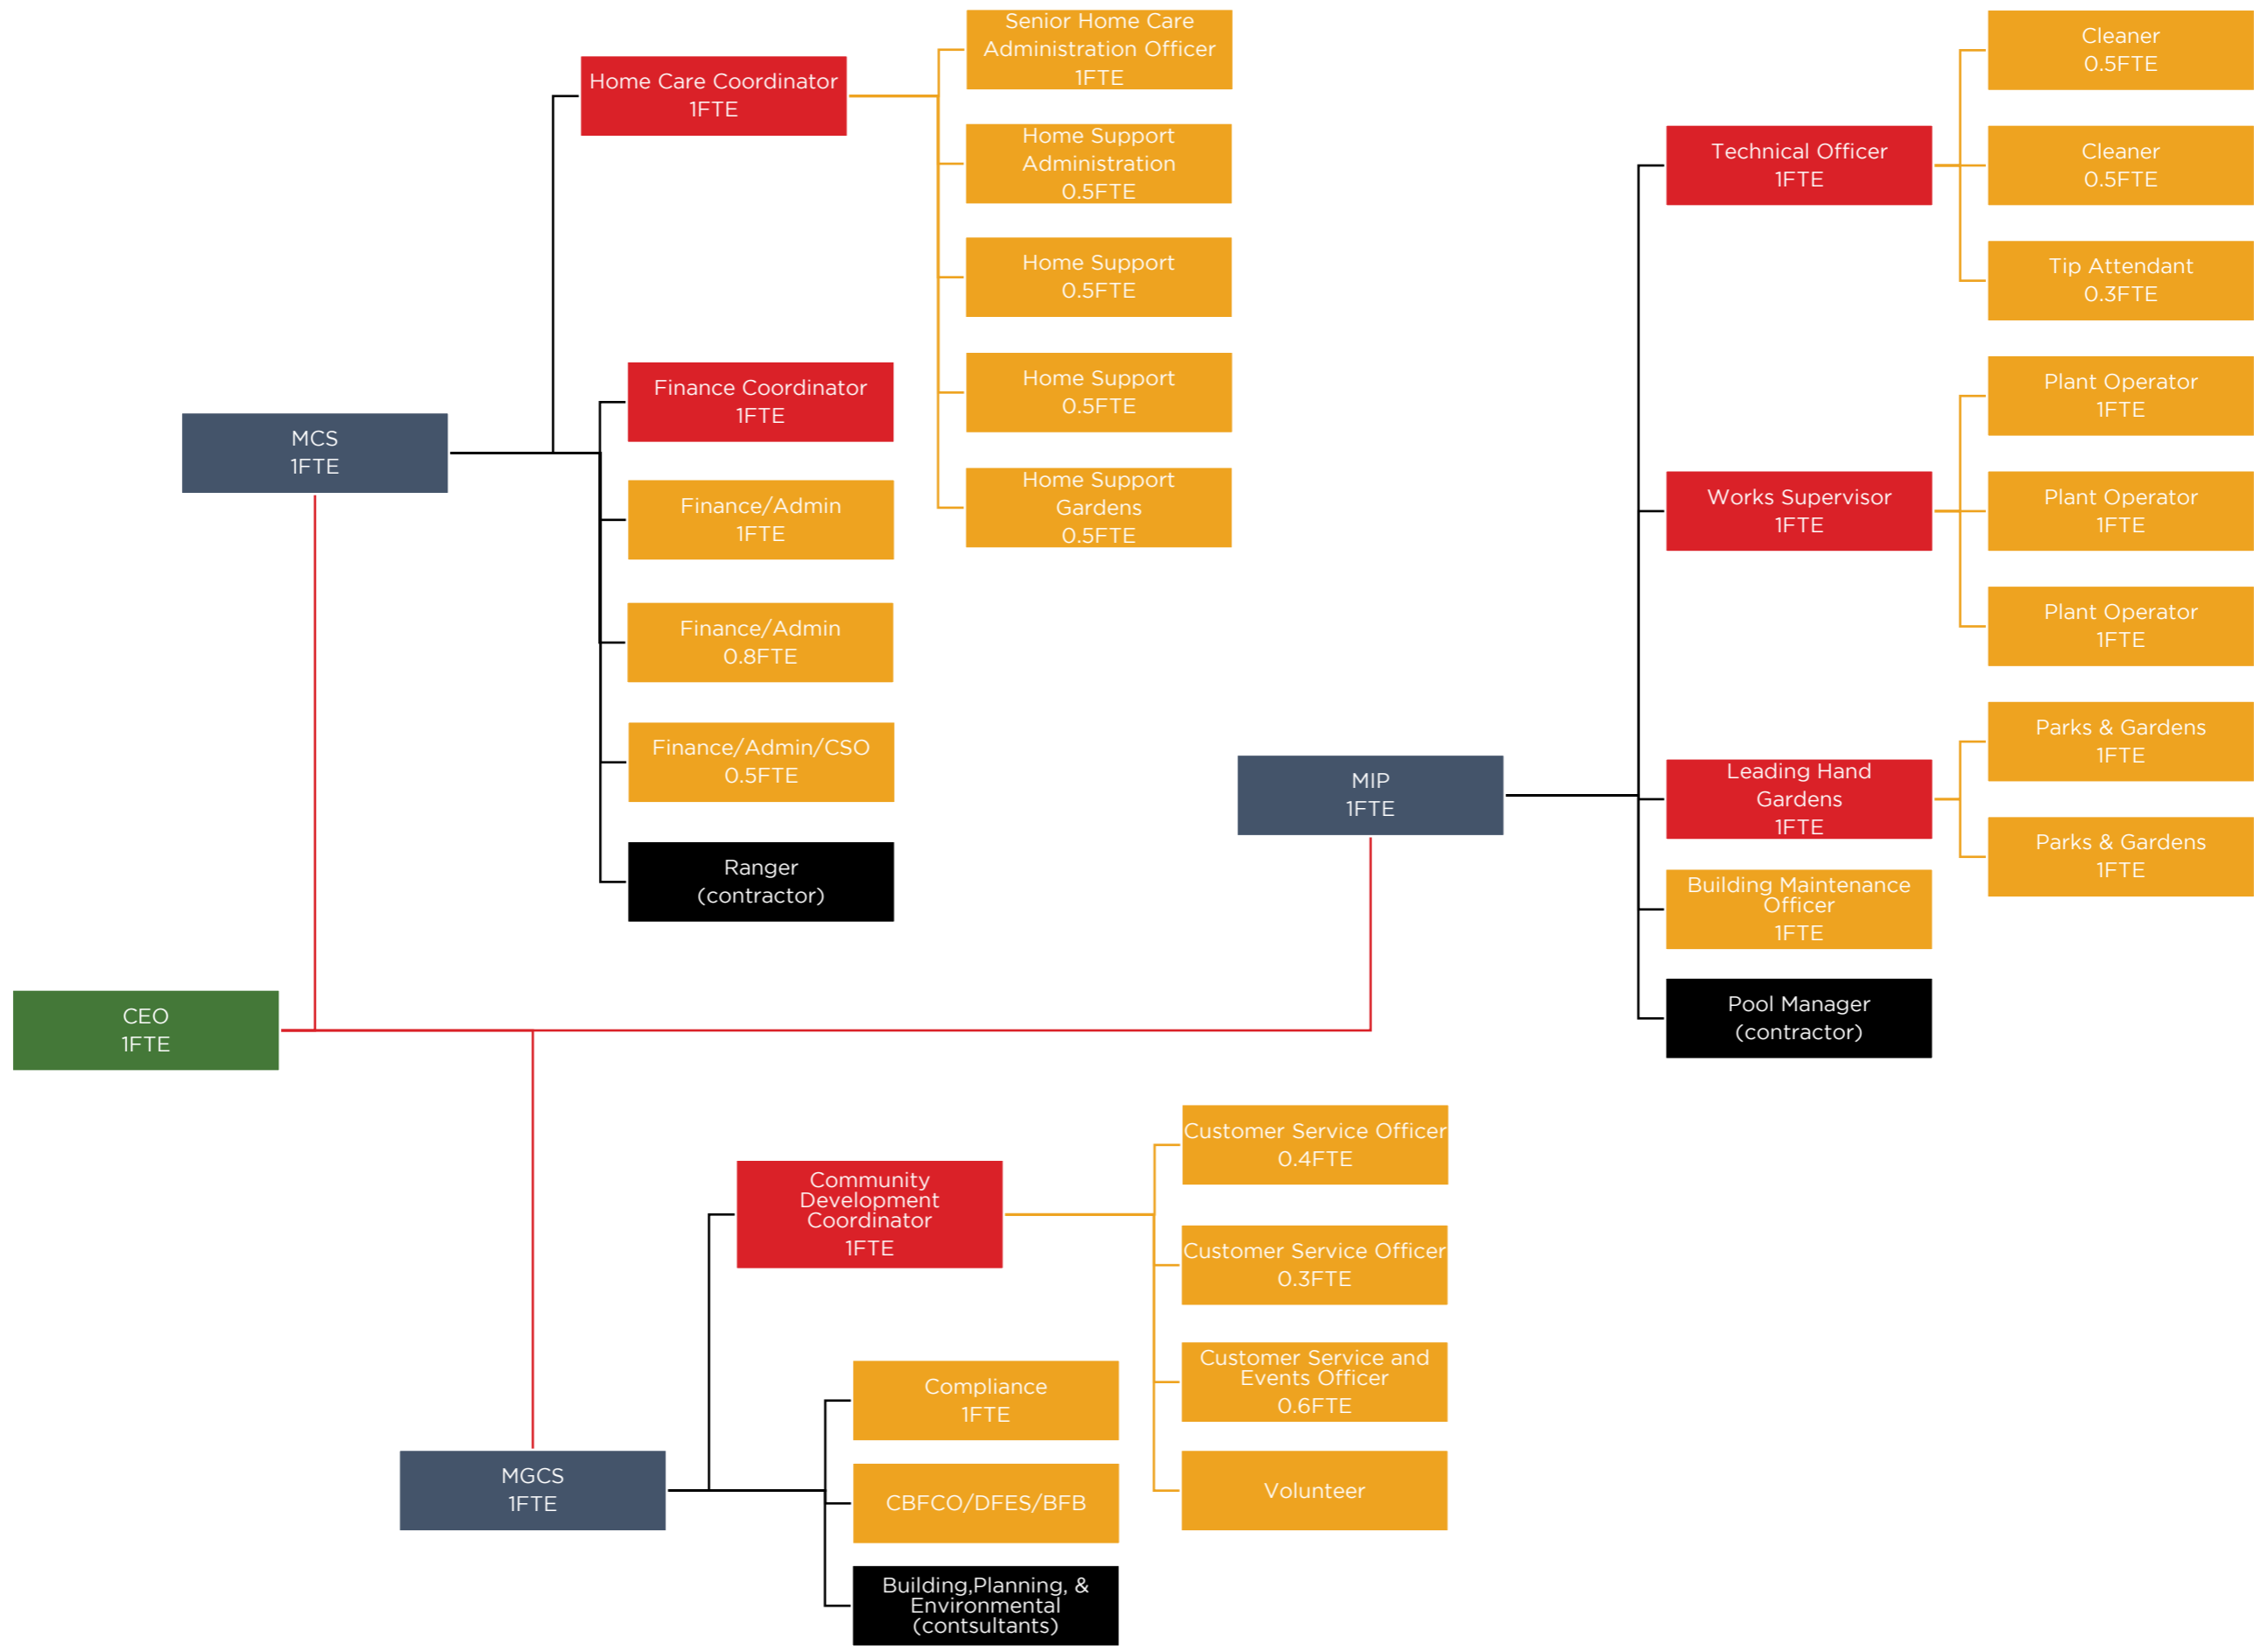 Senior Home Care
Administration Officer
1FTE
Home Care Coordinator
1FTE
Home Support
Administration
0.5FTE
Home Support
0.5FTE
Home Support
0.5FTE
Home Support
Gardens
0.5FTE
MCS
1FTE
Finance Coordinator
1FTE
Finance/Admin
1FTE
Finance/Admin
0.8FTE
Finance/Admin/CSO
0.5FTE
Ranger
(contractor)
CEO
1FTE
MIP
1FTE
Technical Officer
1FTE
Cleaner
0.5FTE
Cleaner
0.5FTE
Tip Attendant
0.3FTE
Works Supervisor
1FTE
Plant Operator
1FTE
Plant Operator
1FTE
Plant Operator
1FTE
Leading Hand
Gardens
1FTE
Parks & Gardens
1FTE
Parks & Gardens
1FTE
Building Maintenance
Officer
1FTE
Pool Manager
(contractor)
MGCS
1FTE
Community
Development
Coordinator
1FTE
Customer Service Officer
0.4FTE
Customer Service Officer
0.3FTE
Customer Service and
Events Officer
0.6FTE
Volunteer
Compliance
1FTE
CBFCO/DFES/BFB
Building,Planning, &
Environmental
(contsultants)